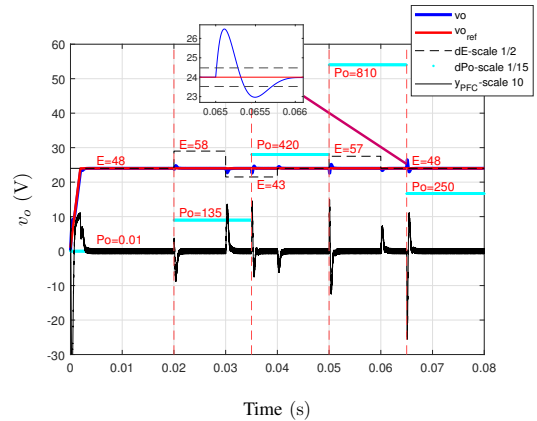 vo
vo_ref
dE-scale 1/2
dPo-scale 1/15
y_PFC-scale 10
26
25
24
23
0.065 0.0655 0.066
60
50
40
30
20
10
0
-10
-20
-30
v_o (V)
Po=810
E=58
Po=420
E=57
E=48
E=48
E=43
Po=250
Po=135
Po=0.01
0 0.01 0.02 0.03 0.04 0.05 0.06 0.07 0.08
Time (s)